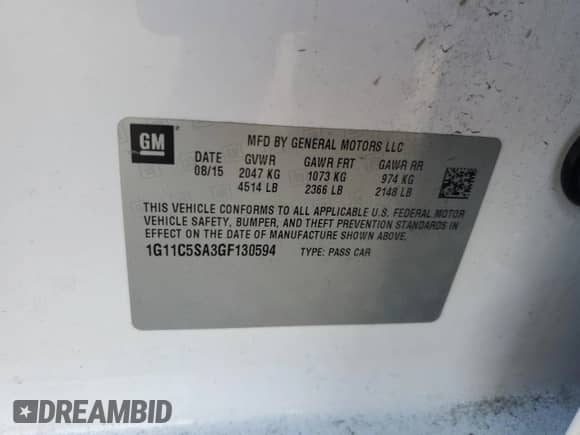 GM
MFD BY GENERAL MOTORS LLC
DATE GVWR GAWR FRT GAWR RR
08/15 2047 KG 1073 KG 974 KG
4514 LB 2366 LB 2148 LB
THIS VEHICLE CONFORMS TO ALL APPLICABLE U.S. FEDERAL MOTOR
VEHICLE SAFETY, BUMPER, AND THEFT PREVENTION STANDARDS IN
EFFECT ON THE DATE OF MANUFACTURE SHOWN ABOVE.
1G11C5SA3GF130594 TYPE: PASS CAR
DREAMBID